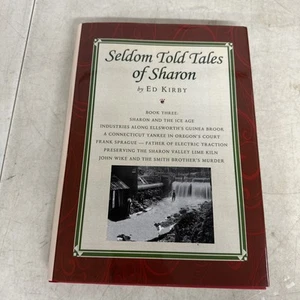 Seldom Told Tales
of Sharon
by ED KIRBY
BOOK THREE:
SHARON AND THE ICE AGE
INDUSTRIES ALONG ELLSWORTH'S GUINEA BROOK
A CONNECTICUT YANKEE IN OREGON'S COURT
FRANK SPRAGUE — FATHER OF ELECTRIC TRACTION
PRESERVING THE SHARON VALLEY LIME KILN
JOHN WIKE AND THE SMITH BROTHER'S MURDER